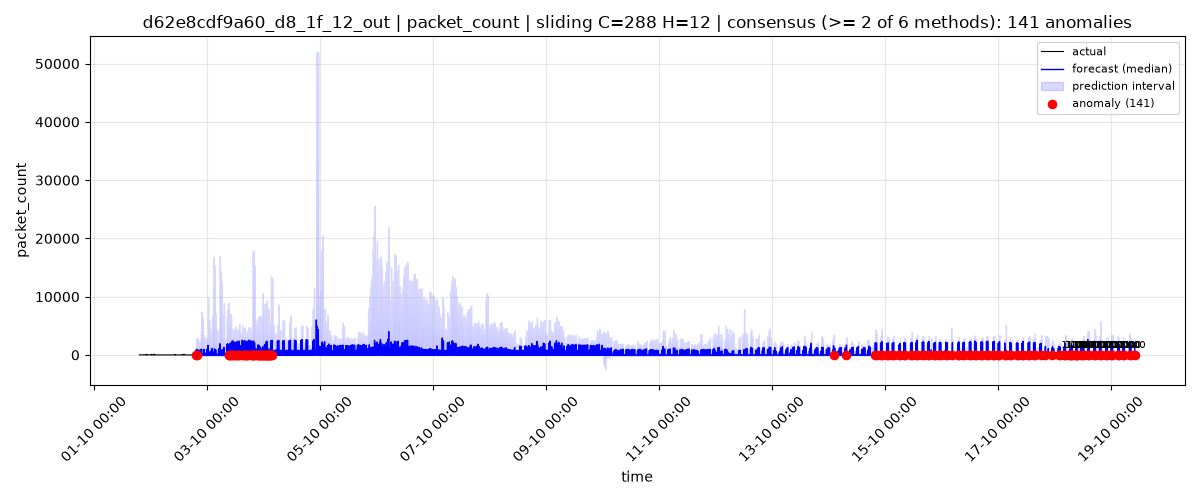 d62e8cdf9a60_d8_1f_12_out | packet_count | sliding C=288 H=12 | consensus (>= 2 of 6 methods): 141 anomalies
actual
forecast (median)
prediction interval
anomaly (141)
packet_count
50000
40000
30000
20000
10000
0
01-10 00:00
03-10 00:00
05-10 00:00
07-10 00:00
09-10 00:00
11-10 00:00
13-10 00:00
15-10 00:00
17-10 00:00
19-10 00:00
time